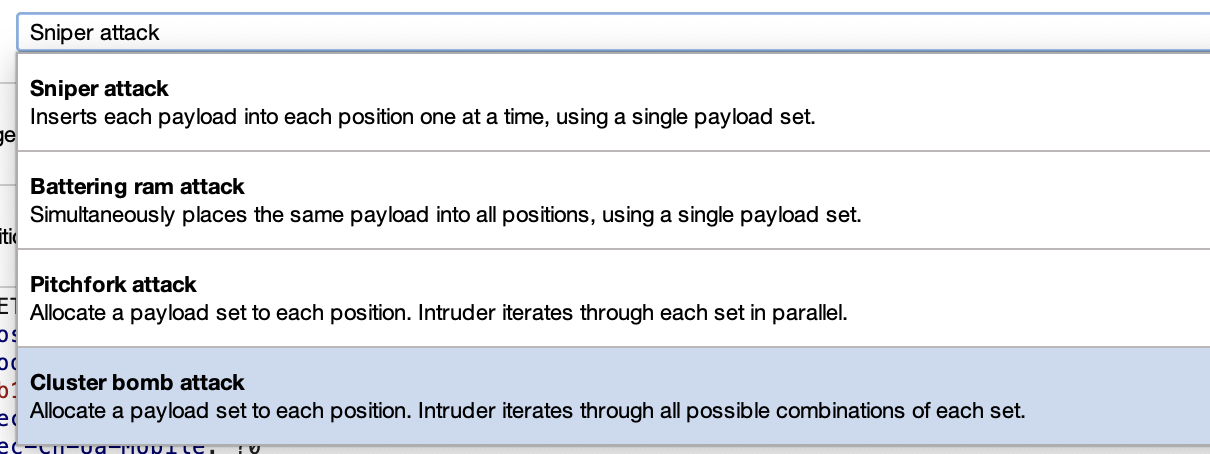 Sniper attack
Sniper attack
Inserts each payload into each position one at a time, using a single payload set.
Battering ram attack
Simultaneously places the same payload into all positions, using a single payload set.
Pitchfork attack
Allocate a payload set to each position. Intruder iterates through each set in parallel.
Cluster bomb attack
Allocate a payload set to each position. Intruder iterates through all possible combinations of each set.